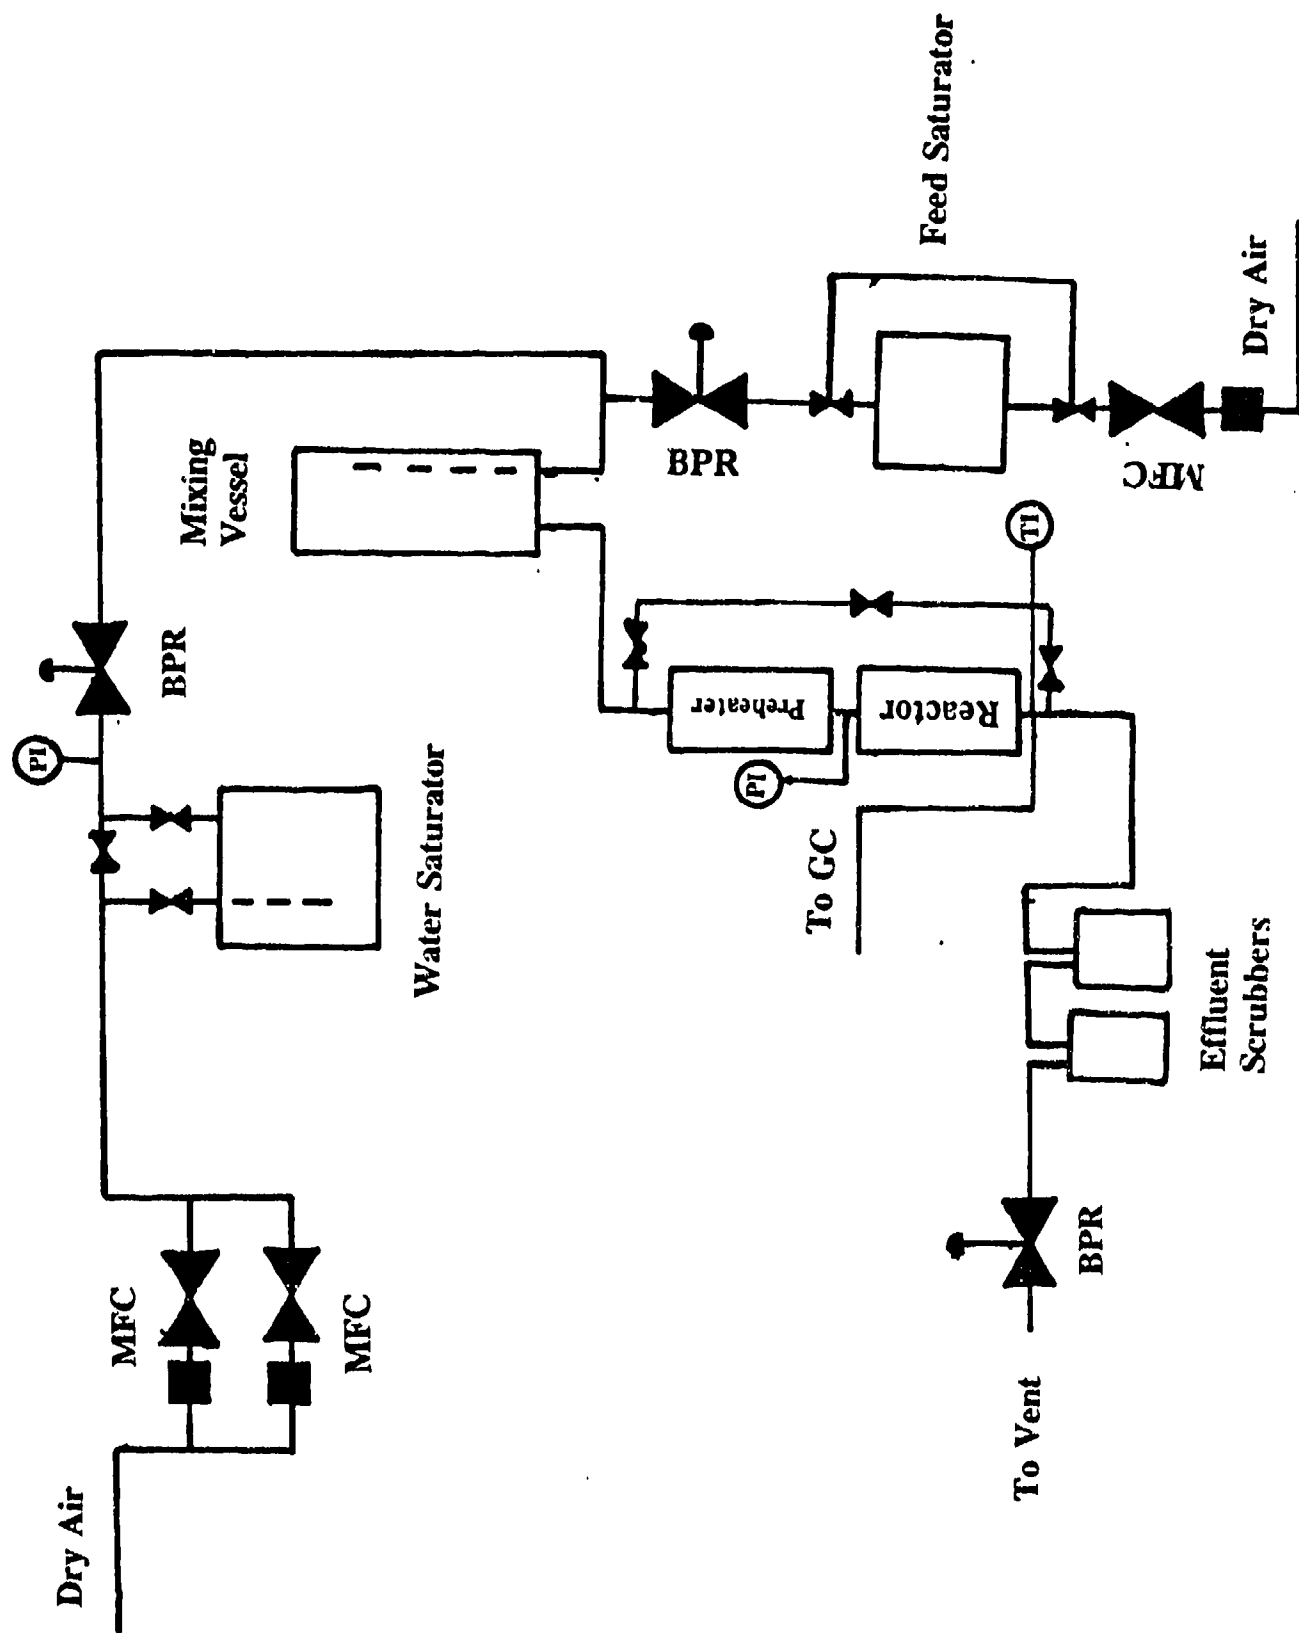 Dry Air
MFC
MFC
Water Saturator
PI
BPR
Mixing
Vessel
BPR
Feed Saturator
MFC
Dry Air
Preheater
PI
Reactor
TI
To GC
Effluent
Scrubbers
BPR
To Vent